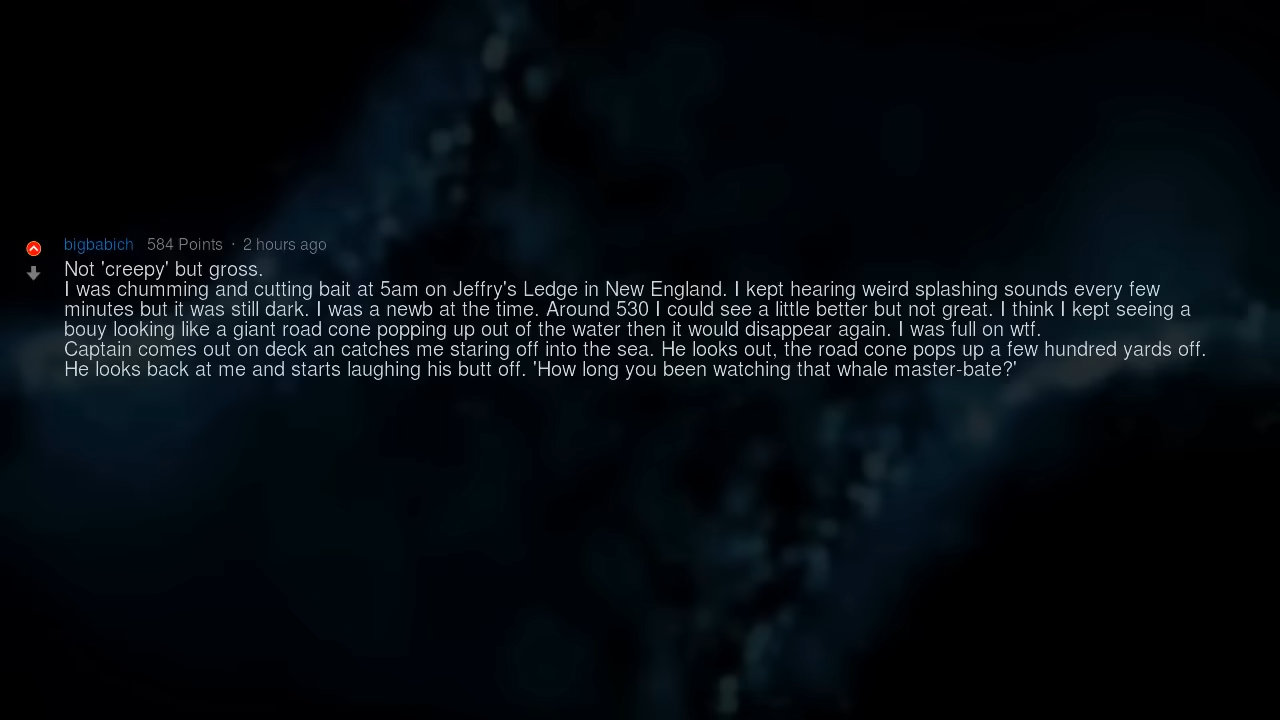 bigbabich 584 Points · 2 hours ago
Not 'creepy' but gross.
I was chumming and cutting bait at 5am on Jeffry's Ledge in New England. I kept hearing weird splashing sounds every few
minutes but it was still dark. I was a newb at the time. Around 530 I could see a little better but not great. I think I kept seeing a
bouy looking like a giant road cone popping up out of the water then it would disappear again. I was full on wtf.
Captain comes out on deck an catches me staring off into the sea. He looks out, the road cone pops up a few hundred yards off.
He looks back at me and starts laughing his butt off. 'How long you been watching that whale master-bate?'